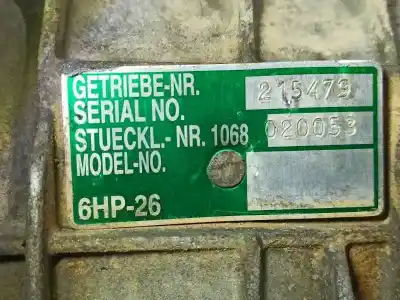 GETRIEBE-NR. 215479
SERIAL NO.
STUECKL.- NR. 1068 020053
MODEL-NO.
6HP-26